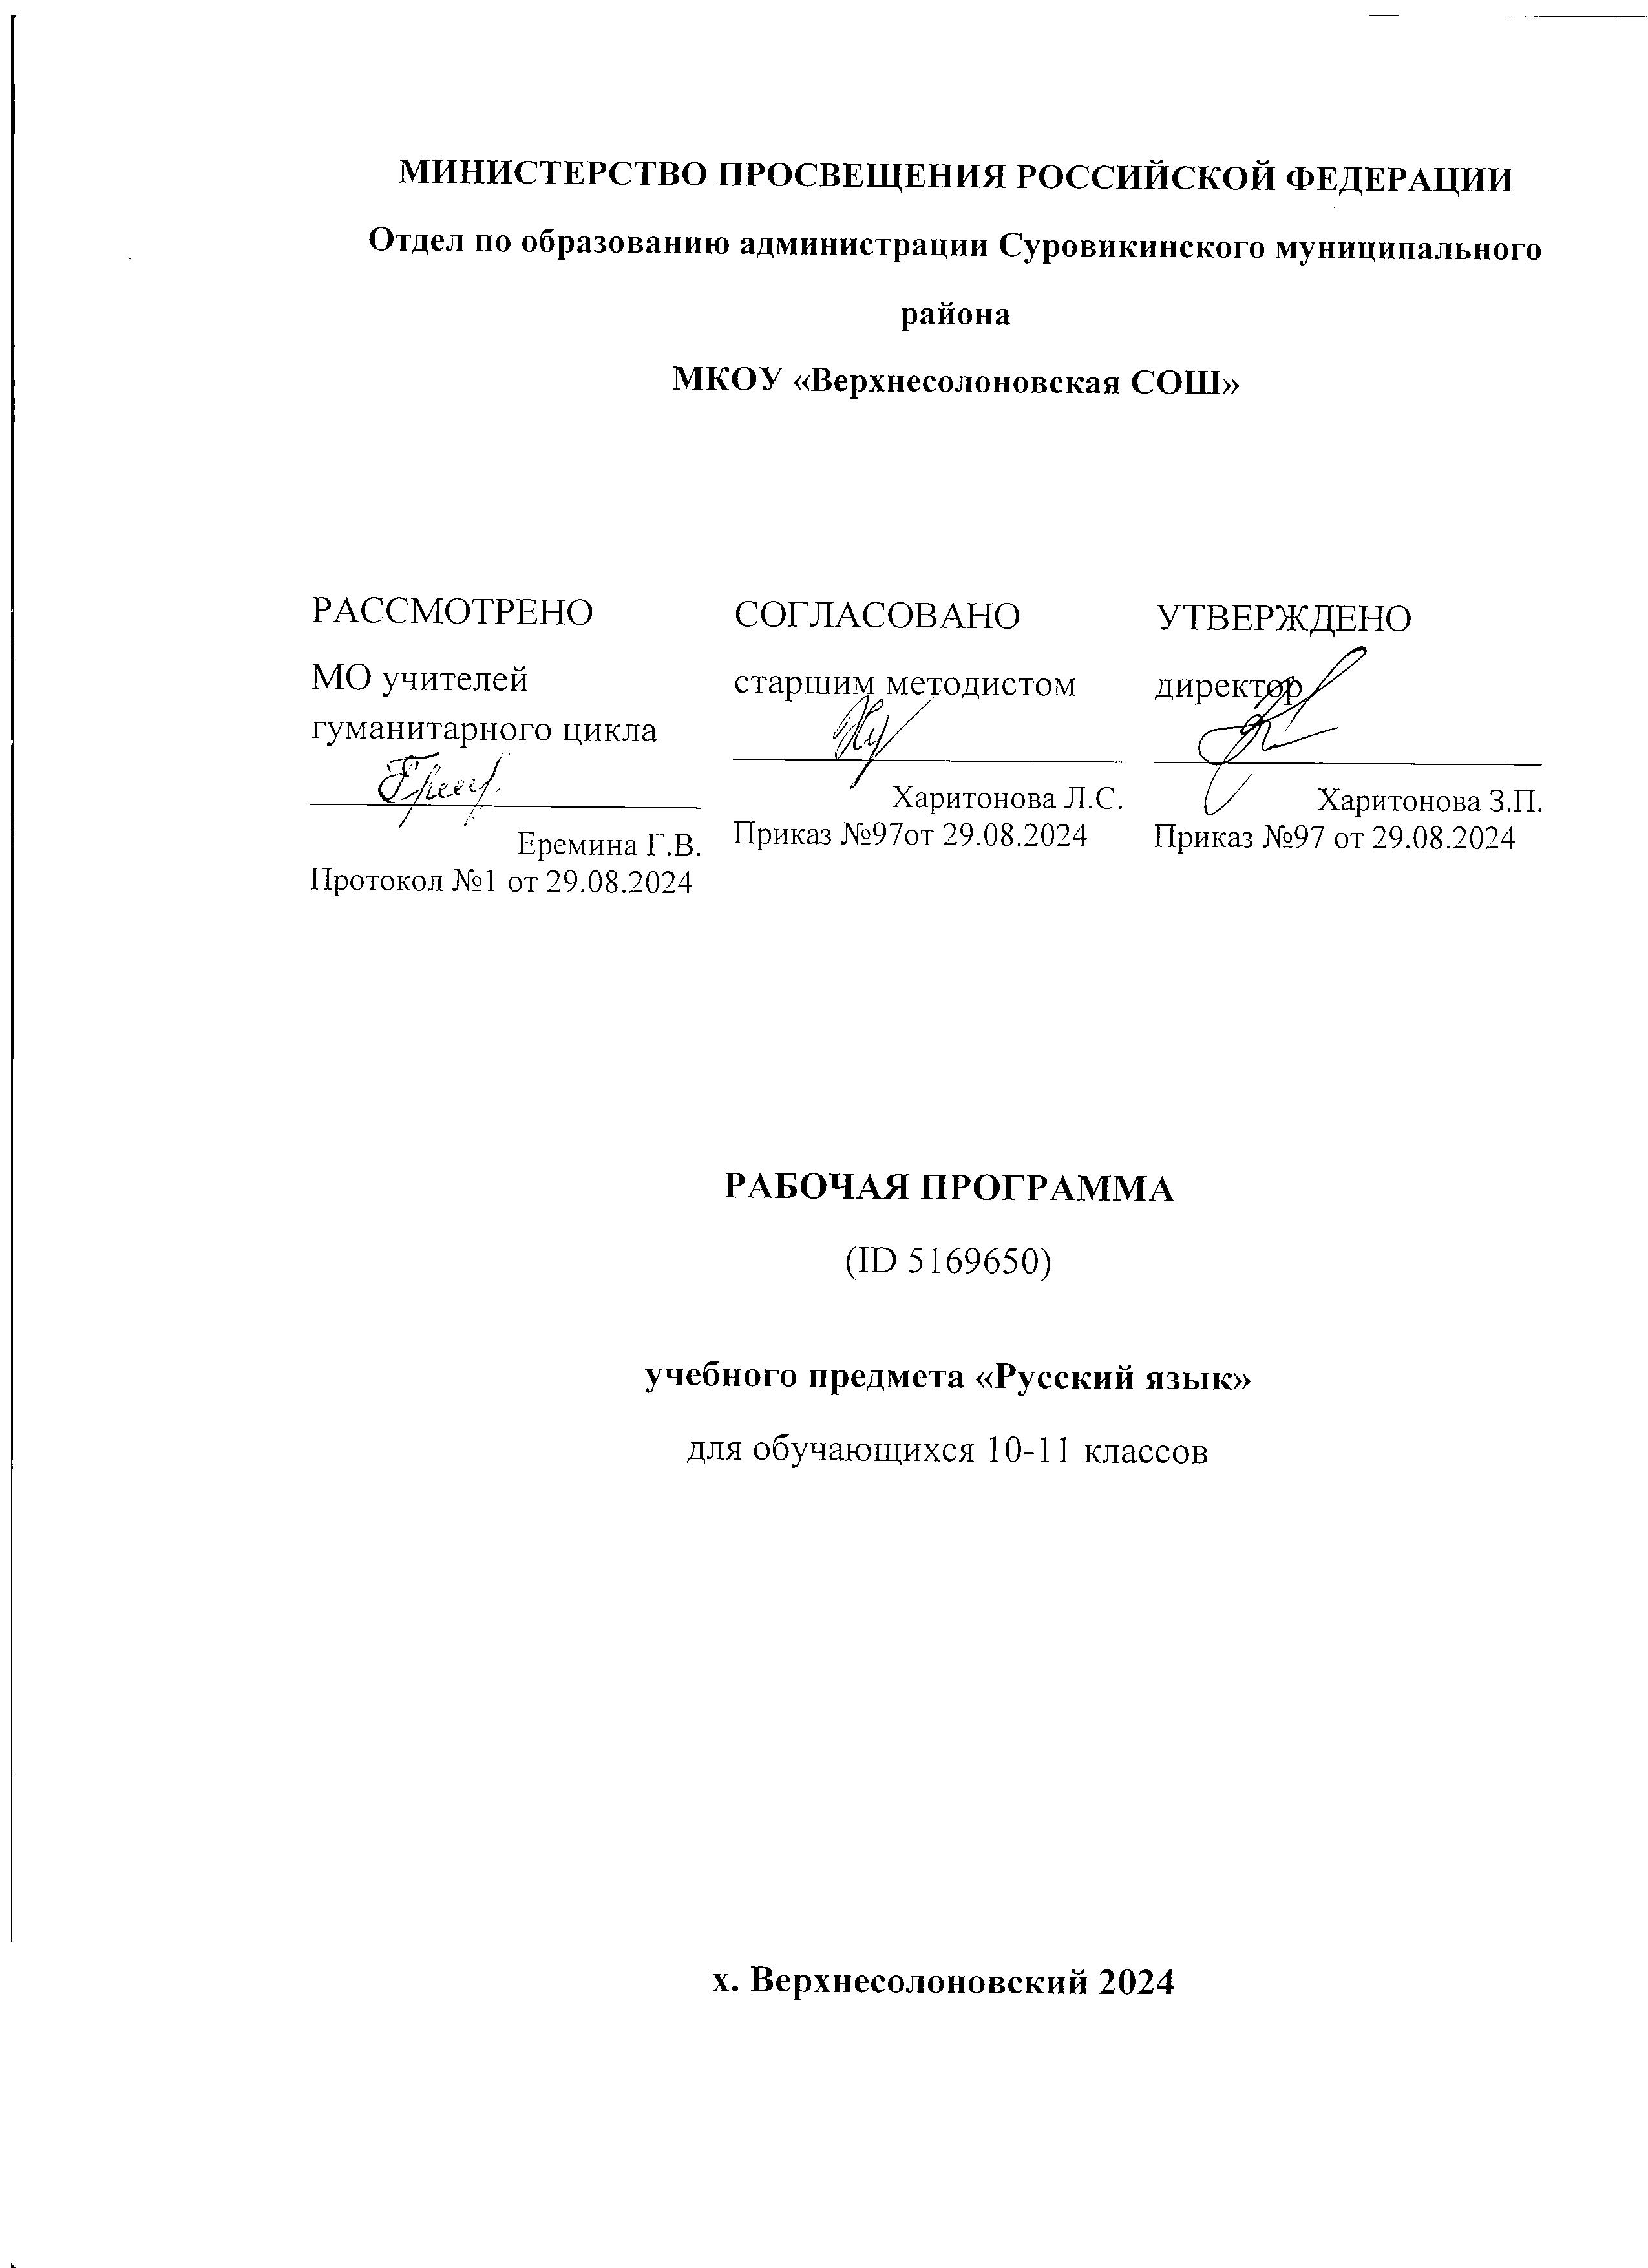 МИНИСТЕРСТВО ПРОСВЕЩЕНИЯ РОССИЙСКОЙ ФЕДЕРАЦИИ
Отдел по образованию администрации Суровикинского муниципального
района
МКОУ «Верхнесолоновская СОШ»
РАССМОТРЕНО
МО учителей
гуманитарного цикла
Еремина Г.В.
Протокол №1 от 29.08.2024
СОГЛАСОВАНО
старшим методистом
Харитонова Л.С.
Приказ №97от 29.08.2024
УТВЕРЖДЕНО
директор
Харитонова З.П.
Приказ №97 от 29.08.2024
РАБОЧАЯ ПРОГРАММА
(ID 5169650)
учебного предмета «Русский язык»
для обучающихся 10-11 классов
х. Верхнесолоновский 2024